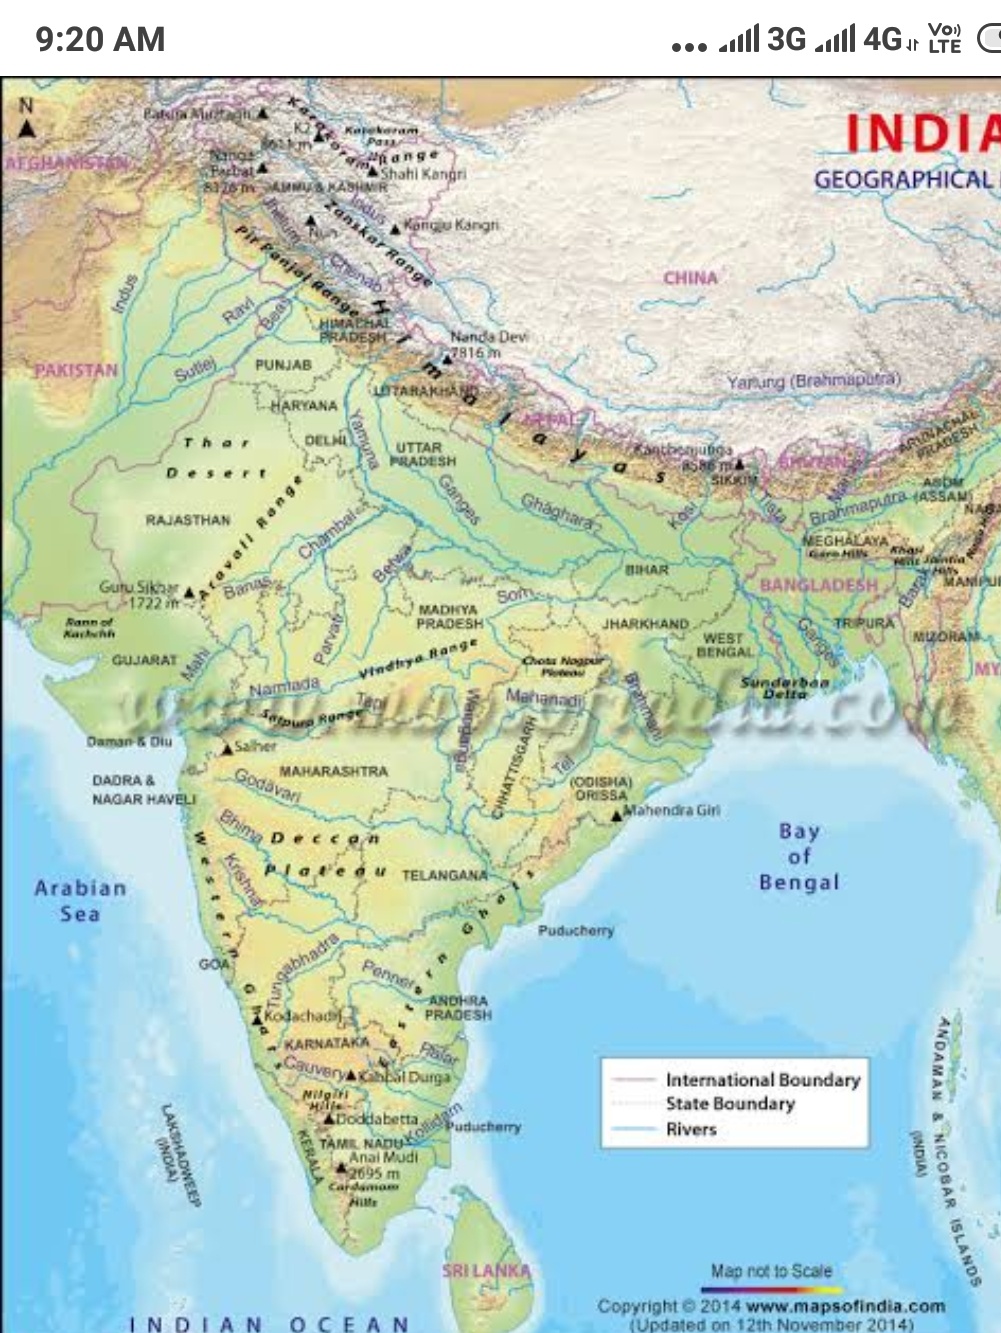 9:20 AM
3G
4G
Vo))
LTE
N
INDIA
GEOGRAPHICAL
Karakoram
Pass
K2
8611 m
Karakoram Range
Nanga
Parbat
8126 m
Shahi Kangri
AFGHANISTAN
JAMMU & KASHMIR
Indus
Zanskar Range
Kangju Kangri
Jhelum
Nun
Chenab
Pir Panjal Range
CHINA
Indus
Ravi
Beas
Himalayas
HIMACHAL
PRADESH
Nanda Devi
7816 m
PAKISTAN
Sutlej
PUNJAB
UTTARAKHAND
Yarlung (Brahmaputra)
HARYANA
NEPAL
ARUNACHAL
PRADESH
Thar
Desert
DELHI
Yamuna
UTTAR
PRADESH
Kanchenjunga
8586 m
SIKKIM
BHUTAN
ASOM
(ASSAM)
Ganges
Ghaghara
Kosi
Tista
Brahmaputra
RAJASTHAN
Aravali Range
Chambal
MEGHALAYA
Garo Hills
Khasi
Hills
Jaintia
Hills
Guru Sikhar
1722 m
Banas
Betwa
BIHAR
BANGLADESH
Barak
MANIPU
Son
Rann of
Kachchh
Parvati
MADHYA
PRADESH
JHARKHAND
Ganges
TRIPURA
MIZORAM
WEST
BENGAL
GUJARAT
Mahi
Vindhya Range
Chota Nagpur
Plateau
MY
Narmada
Tapi
Mahanadi
Brahmani
Sunderban
Delta
www.mapsofindia.com
Satpura Range
Wainganga
Daman & Diu
Salher
CHHATTISGARH
Tel
DADRA &
NAGAR HAVELI
MAHARASHTRA
Godavari
(ODISHA)
ORISSA
Mahendra Giri
Bhima
Deccan
Plateau
Bay
of
Bengal
Arabian
Sea
Western Ghats
Krishna
TELANGANA
Eastern Ghats
Puducherry
GOA
Tungabhadra
Penner
ANDHRA
PRADESH
Kodachadri
KARNATAKA
Palar
Cauvery
Kabbal Durga
International Boundary
State Boundary
Rivers
Nilgiri
Hills
Doddabetta
Kollidam
Puducherry
LAKSHADWEEP
(INDIA)
KERALA
TAMIL NADU
Anai Mudi
2695 m
Cardamom
Hills
ANDAMAN & NICOBAR ISLANDS
(INDIA)
SRI LANKA
Map not to Scale
INDIAN OCEAN
Copyright © 2014 www.mapsofindia.com
(Updated on 12th November 2014)